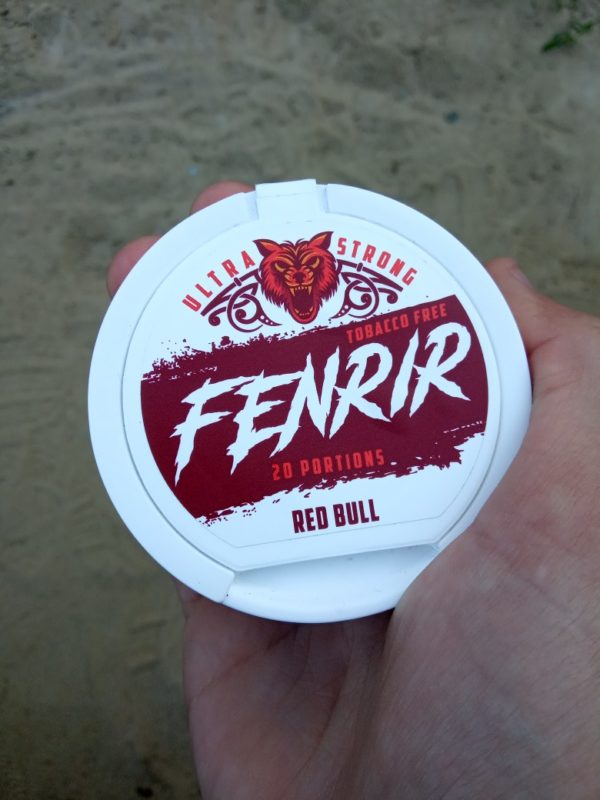 ULTRA STRONG
TOBACCO FREE
FENRIR
20 PORTIONS
RED BULL